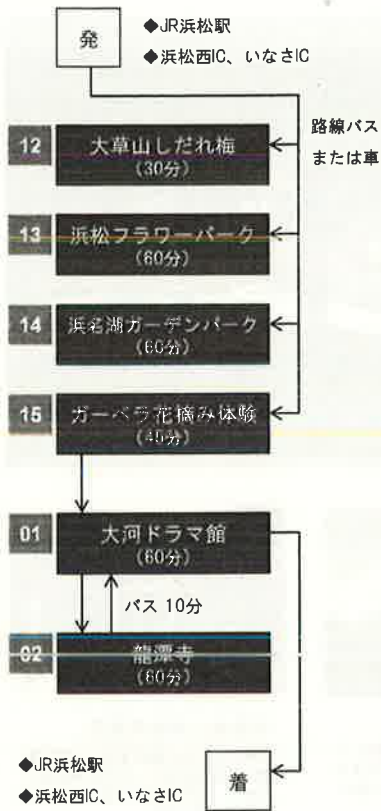 発
◆JR浜松駅
◆浜松西IC、いなさIC
路線バス
または車
12
大草山しだれ梅
(30分)
13
浜松フラワーパーク
(60分)
14
浜名湖ガーデンパーク
(60分)
15
ガーベラ花摘み体験
(45分)
01
大河ドラマ館
(60分)
バス 10分
02
龍潭寺
(60分)
◆JR浜松駅
◆浜松西IC、いなさIC
着